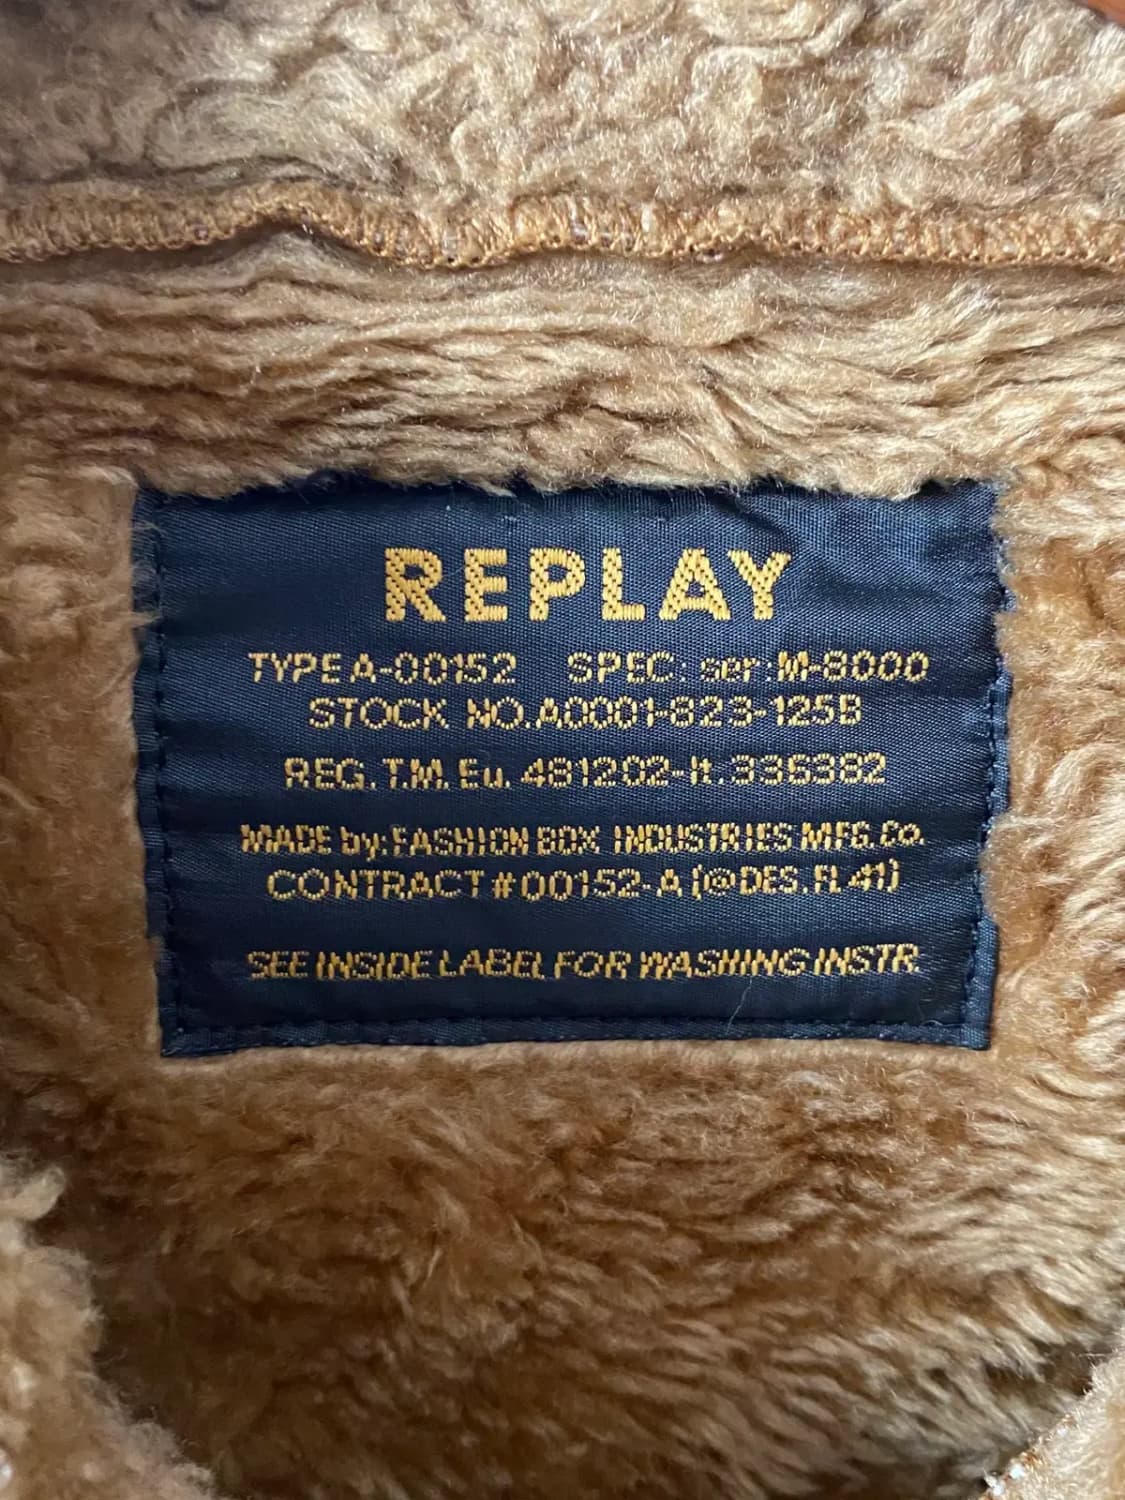 REPLAY
TYPE A-00152 SPEC: ser:M-8000
STOCK NO.A0001-823-125B
REG.T.M. Eu. 481202-It.336382
MADE by:FASHION BOX INDUSTRIES MFG.Co.
CONTRACT#00152-A (@DES.FL41)
SEE INSIDE LABEL FOR WASHING INSTR.